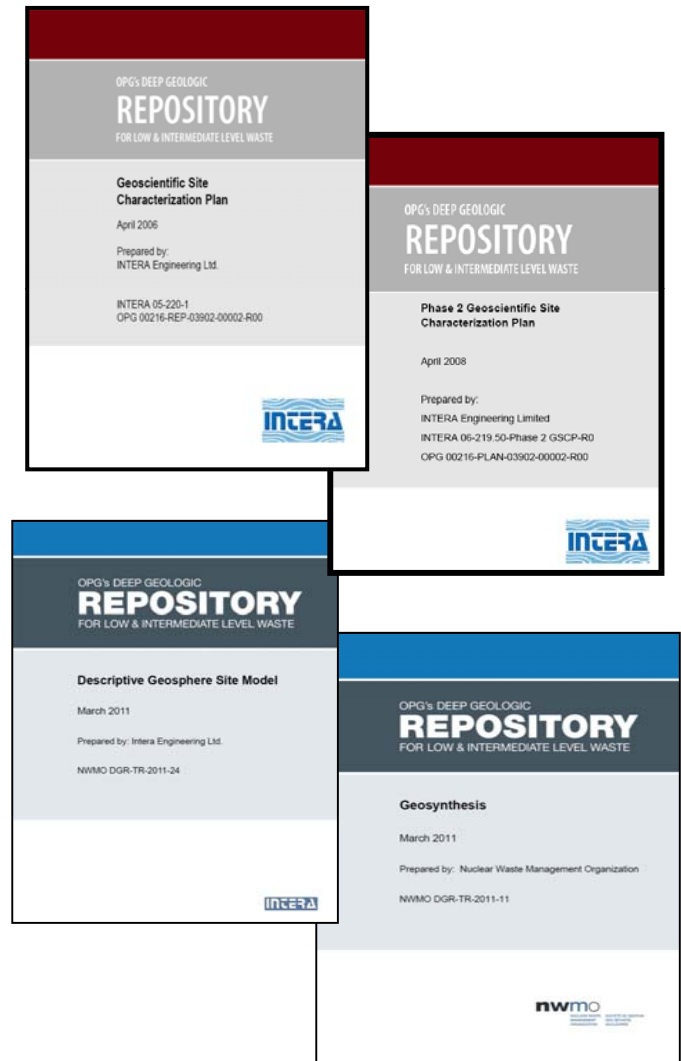 OPG's DEEP GEOLOGIC
REPOSITORY
FOR LOW & INTERMEDIATE LEVEL WASTE
Geoscientific Site
Characterization Plan
April 2006
Prepared by:
INTERA Engineering Ltd.
INTERA 05-220-1
OPG 00216-REP-03902-00002-R00
INTERA
OPG's DEEP GEOLOGIC
REPOSITORY
FOR LOW & INTERMEDIATE LEVEL WASTE
Phase 2 Geoscientific Site
Characterization Plan
April 2008
Prepared by:
INTERA Engineering Limited
INTERA 06-219.50-Phase 2 GSCP-R0
OPG 00216-PLAN-03902-00002-R00
INTERA
OPG's DEEP GEOLOGIC
REPOSITORY
FOR LOW & INTERMEDIATE LEVEL WASTE
Descriptive Geosphere Site Model
March 2011
Prepared by: Intera Engineering Ltd.
NWMO DGR-TR-2011-24
INTERA
OPG's DEEP GEOLOGIC
REPOSITORY
FOR LOW & INTERMEDIATE LEVEL WASTE
Geosynthesis
March 2011
Prepared by: Nuclear Waste Management Organization
NWMO DGR-TR-2011-11
nwmo